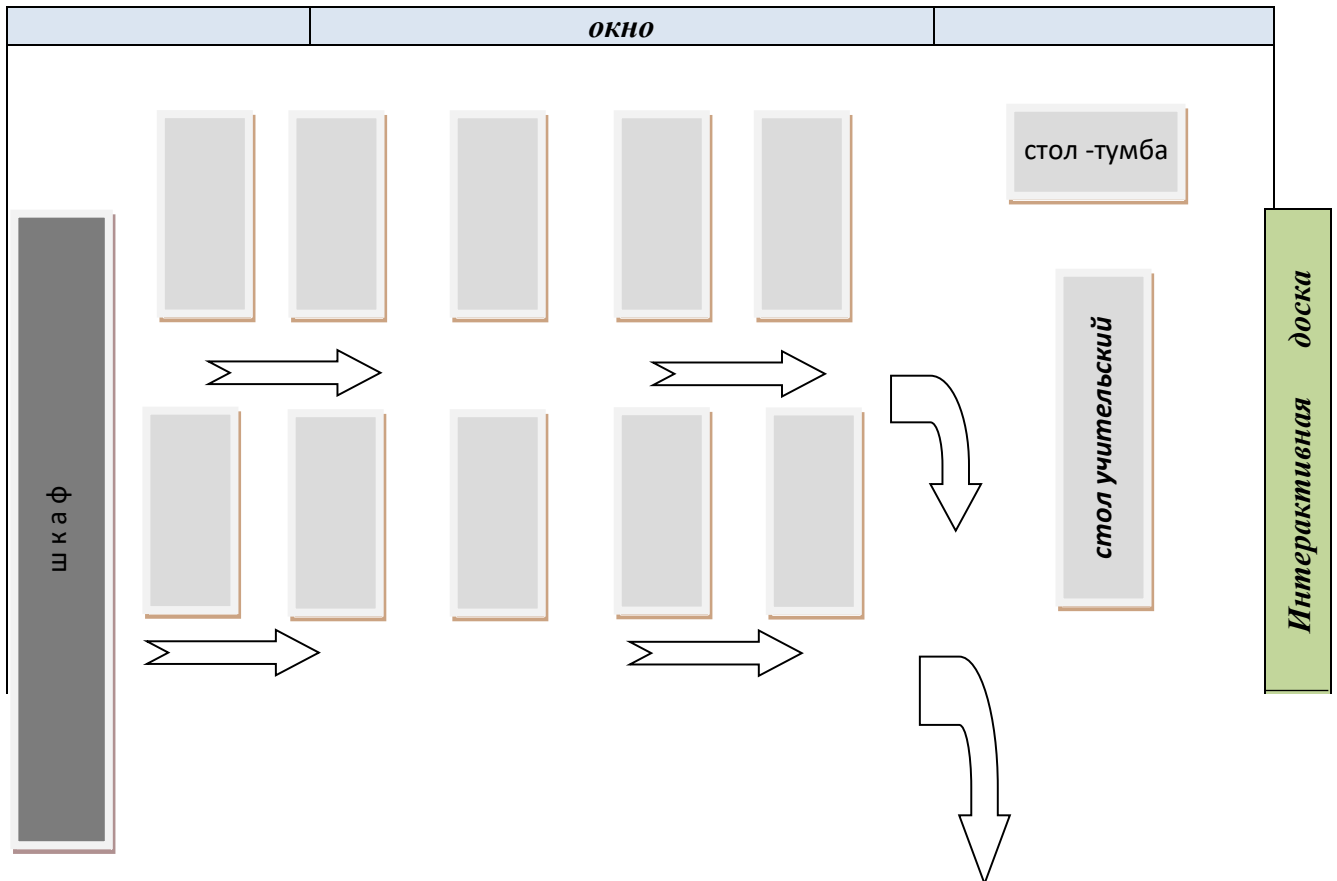 окно
стол -тумба
стол учительский
Интерактивная доска
ш к а ф